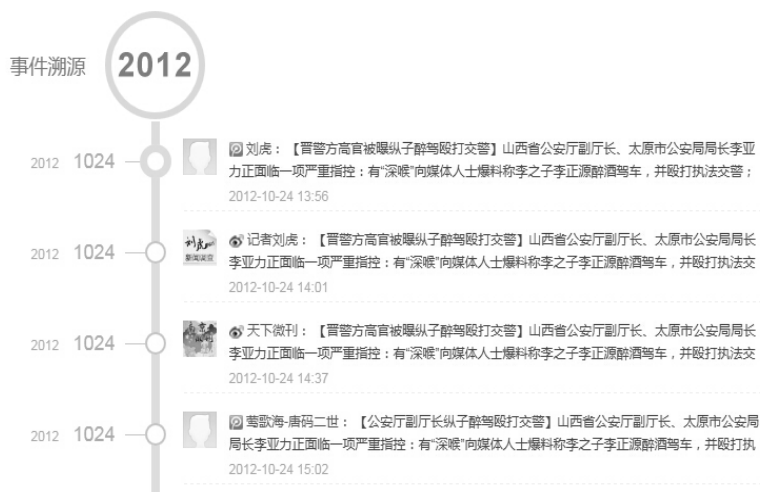 事件溯源
2012
2012 1024
刘虎：【晋警方高官被曝纵子醉驾殴打交警】山西省公安厅副厅长、太原市公安局局长李亚
力正面临一项严重指控：有“深喉”向媒体人士爆料称李之子李正源醉酒驾车，并殴打执法交警；
2012-10-24 13:56
2012 1024
刘虎
新闻调查
记者刘虎：【晋警方高官被曝纵子醉驾殴打交警】山西省公安厅副厅长、太原市公安局局长
李亚力正面临一项严重指控：有“深喉”向媒体人士爆料称李之子李正源醉酒驾车，并殴打执法交
2012-10-24 14:01
2012 1024
天下微刊：【晋警方高官被曝纵子醉驾殴打交警】山西省公安厅副厅长、太原市公安局局长
李亚力正面临一项严重指控：有“深喉”向媒体人士爆料称李之子李正源醉酒驾车，并殴打执法交
2012-10-24 14:37
2012 1024
莺歌海-唐码二世：【公安厅副厅长纵子醉驾殴打交警】山西省公安厅副厅长、太原市公安局
局长李亚力正面临一项严重指控：有“深喉”向媒体人士爆料称李之子李正源醉酒驾车，并殴打执
2012-10-24 15:02